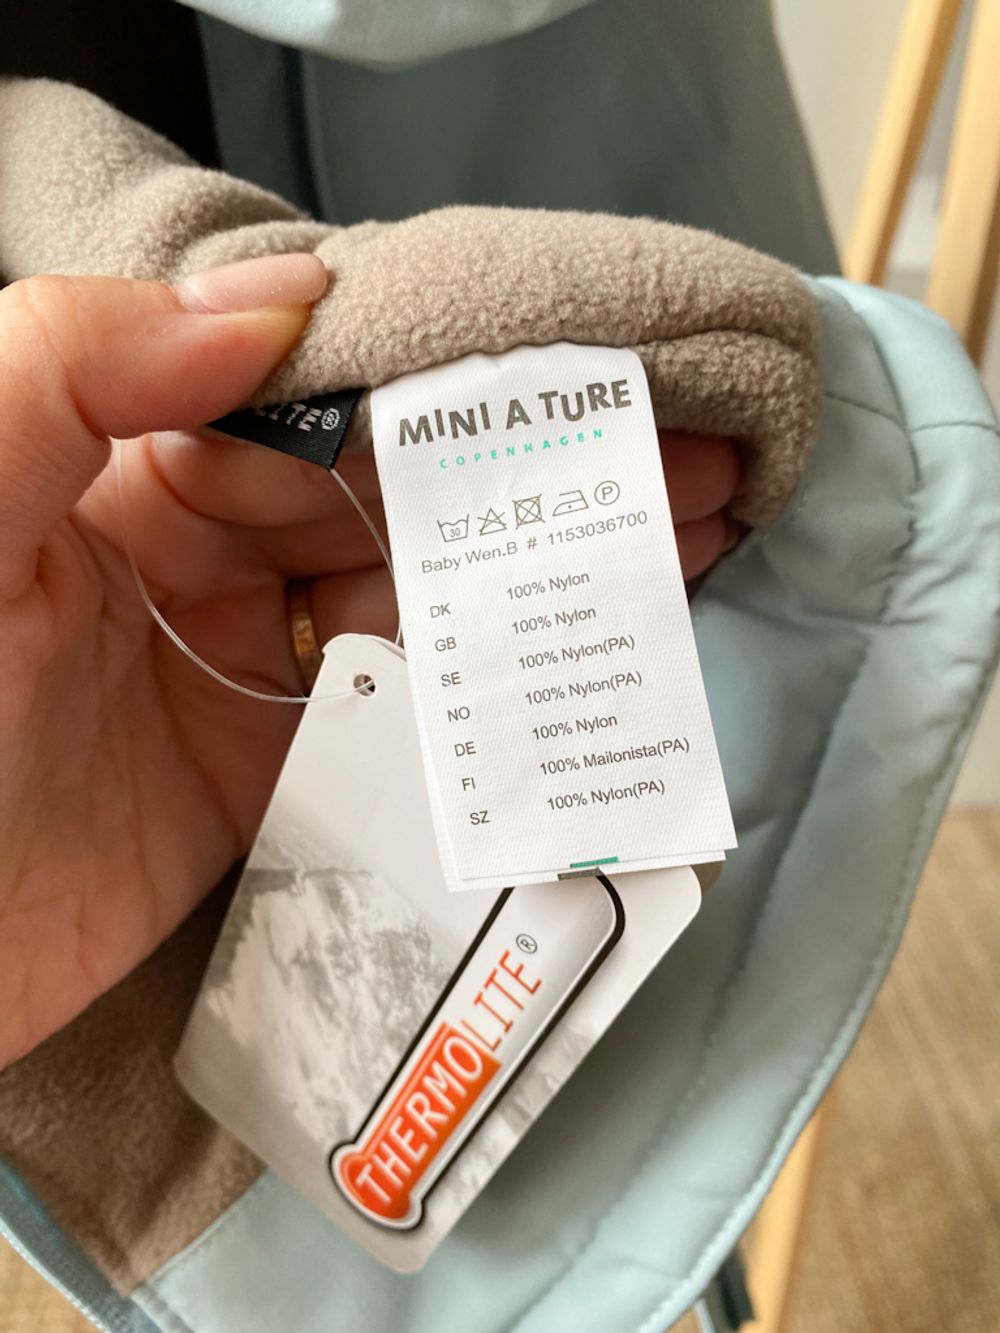 MINI A TURE
COPENHAGEN
30 P
Baby Wen.B # 1153036700
DK 100% Nylon
GB 100% Nylon
SE 100% Nylon(PA)
NO 100% Nylon(PA)
DE 100% Nylon
FI 100% Mailonista(PA)
SZ 100% Nylon(PA)
THERMOLITE®